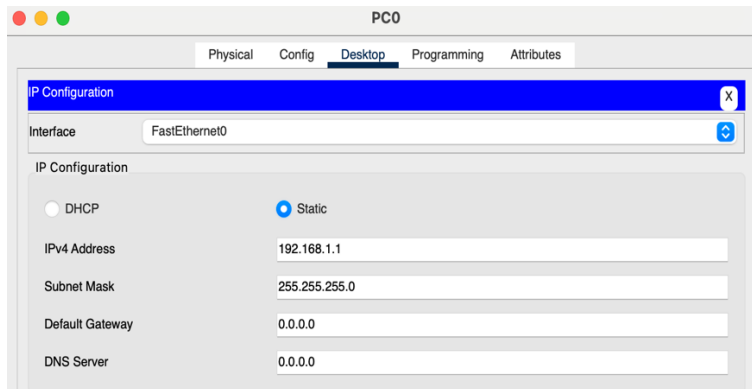 PC0
Physical Config Desktop Programming Attributes
IP Configuration X
Interface FastEthernet0
IP Configuration
DHCP Static
IPv4 Address 192.168.1.1
Subnet Mask 255.255.255.0
Default Gateway 0.0.0.0
DNS Server 0.0.0.0